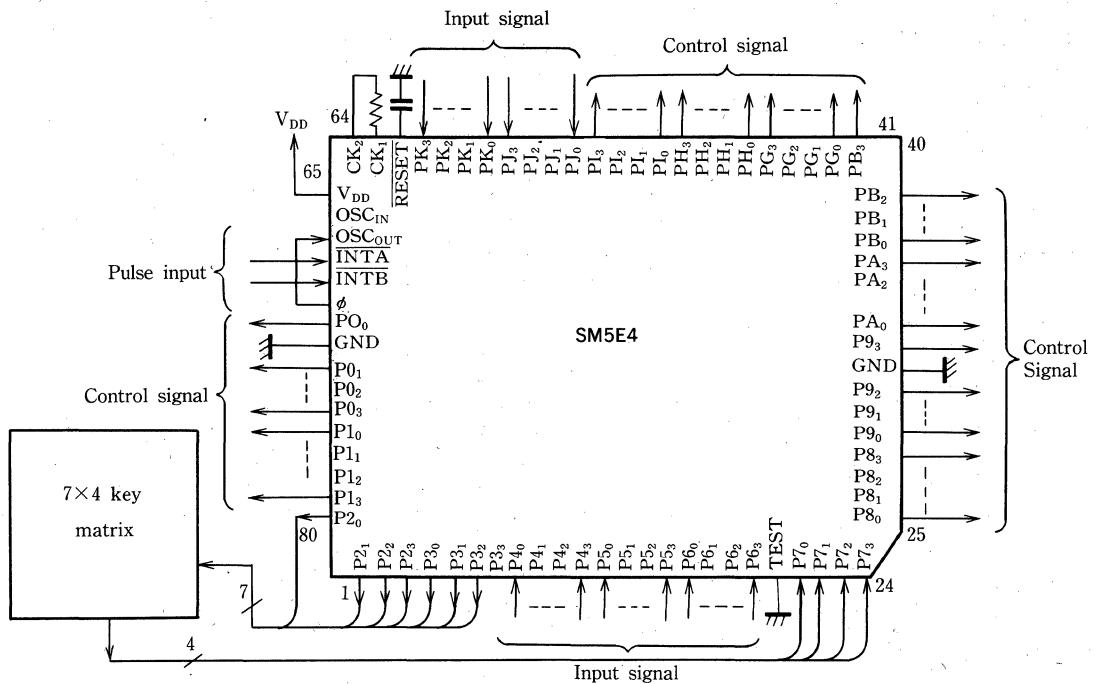 Input signal
Control signal
64
41
V_DD
40
65
CK₂
CK₁
RESET
PK₃
PK₂
PK₁
PK₀
PJ₃
PJ₂
PJ₁
PJ₀
PI₃
PI₂
PI₁
PI₀
PH₃
PH₂
PH₁
PH₀
PG₃
PG₂
PG₁
PG₀
PB₃
V_DD
OSC_IN
OSC_OUT
INTA
INTB
ϕ
PO₀
GND
P0₁
P0₂
P0₃
P1₀
P1₁
P1₂
P1₃
P2₀
Pulse input
Control signal
SM5E4
PB₂
PB₁
PB₀
PA₃
PA₂
PA₀
P9₃
GND
P9₂
P9₁
P9₀
P8₃
P8₂
P8₁
P8₀
Control
Signal
7×4 key
matrix
80
25
P2₁
P2₂
P2₃
P3₀
P3₁
P3₂
P3₃
P4₀
P4₁
P4₂
P4₃
P5₀
P5₁
P5₂
P5₃
P6₀
P6₁
P6₂
P6₃
TEST
P7₀
P7₁
P7₂
P7₃
1
24
7
4
Input signal